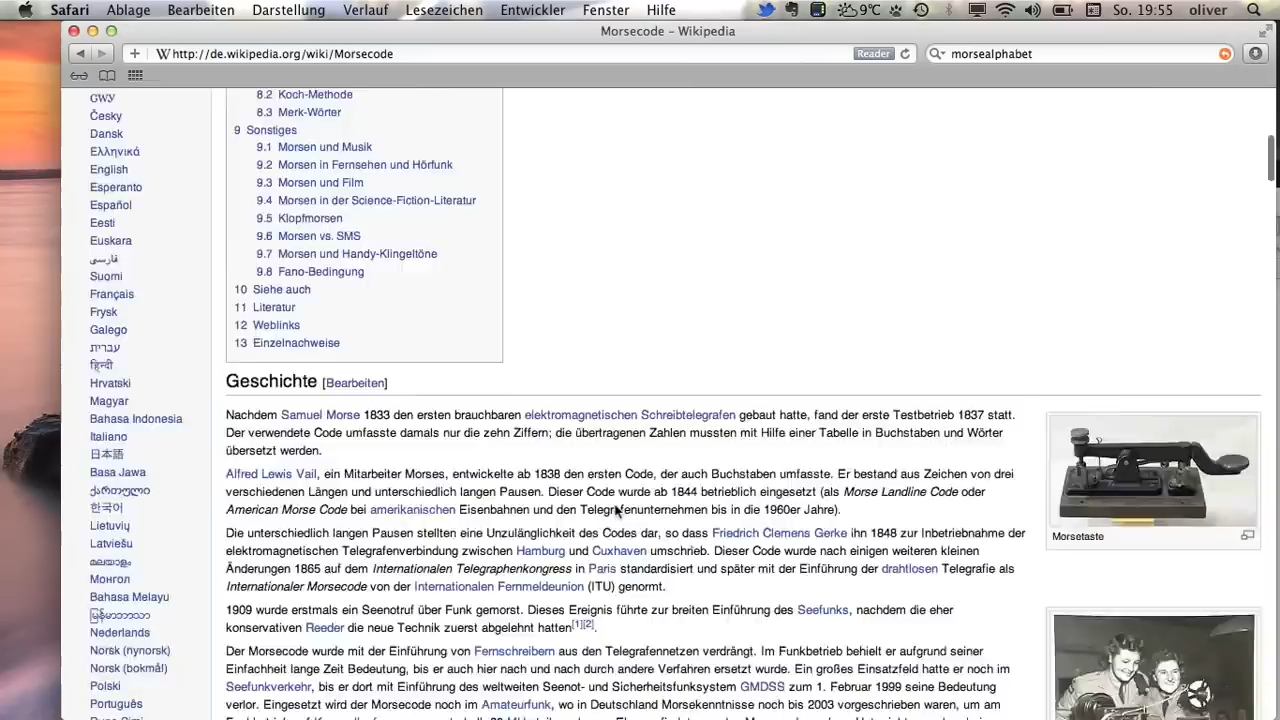 Safari Ablage Bearbeiten Darstellung Verlauf Lesezeichen Entwickler Fenster Hilfe 9°C So. 19:55 oliver
Morsecode – Wikipedia
http://de.wikipedia.org/wiki/Morsecode Reader morsealphabet
8.2 Koch-Methode
8.3 Merk-Wörter
9 Sonstiges
9.1 Morsen und Musik
9.2 Morsen in Fernsehen und Hörfunk
9.3 Morsen und Film
9.4 Morsen in der Science-Fiction-Literatur
9.5 Klopfmorsen
9.6 Morsen vs. SMS
9.7 Morsen und Handy-Klingeltöne
9.8 Fano-Bedingung
10 Siehe auch
11 Literatur
12 Weblinks
13 Einzelnachweise
Česky
Dansk
Ελληνικά
English
Esperanto
Español
Eesti
Euskara
فارسی
Suomi
Français
Frysk
Galego
עברית
हिन्दी
Hrvatski
Magyar
Bahasa Indonesia
Italiano
日本語
Basa Jawa
ქართული
한국어
Lietuvių
Latviešu
മലയാളം
Монгол
Bahasa Melayu
မြန်မာဘာသာ
Nederlands
Norsk (nynorsk)
Norsk (bokmål)
Polski
Português
Geschichte [Bearbeiten]
Nachdem Samuel Morse 1833 den ersten brauchbaren elektromagnetischen Schreibtelegrafen gebaut hatte, fand der erste Testbetrieb 1837 statt.
Der verwendete Code umfasste damals nur die zehn Ziffern; die übertragenen Zahlen mussten mit Hilfe einer Tabelle in Buchstaben und Wörter
übersetzt werden.
Alfred Lewis Vail, ein Mitarbeiter Morses, entwickelte ab 1838 den ersten Code, der auch Buchstaben umfasste. Er bestand aus Zeichen von drei
verschiedenen Längen und unterschiedlich langen Pausen. Dieser Code wurde ab 1844 betrieblich eingesetzt (als Morse Landline Code oder
American Morse Code bei amerikanischen Eisenbahnen und den Telegrafenunternehmen bis in die 1960er Jahre).
Die unterschiedlich langen Pausen stellten eine Unzulänglichkeit des Codes dar, so dass Friedrich Clemens Gerke ihn 1848 zur Inbetriebnahme der
elektromagnetischen Telegrafenverbindung zwischen Hamburg und Cuxhaven umschrieb. Dieser Code wurde nach einigen weiteren kleinen
Änderungen 1865 auf dem Internationalen Telegraphenkongress in Paris standardisiert und später mit der Einführung der drahtlosen Telegrafie als
Internationaler Morsecode von der Internationalen Fernmeldeunion (ITU) genormt.
1909 wurde erstmals ein Seenotruf über Funk gemorst. Dieses Ereignis führte zur breiten Einführung des Seefunks, nachdem die eher
konservativen Reeder die neue Technik zuerst abgelehnt hatten[1][2].
Der Morsecode wurde mit der Einführung von Fernschreibern aus den Telegrafennetzen verdrängt. Im Funkbetrieb behielt er aufgrund seiner
Einfachheit lange Zeit Bedeutung, bis er auch hier nach und nach durch andere Verfahren ersetzt wurde. Ein großes Einsatzfeld hatte er noch im
Seefunkverkehr, bis er dort mit Einführung des weltweiten Seenot- und Sicherheitsfunksystem GMDSS zum 1. Februar 1999 seine Bedeutung
verlor. Eingesetzt wird der Morsecode noch im Amateurfunk, wo in Deutschland Morsekenntnisse noch bis 2003 vorgeschrieben waren, um am
Morsetaste